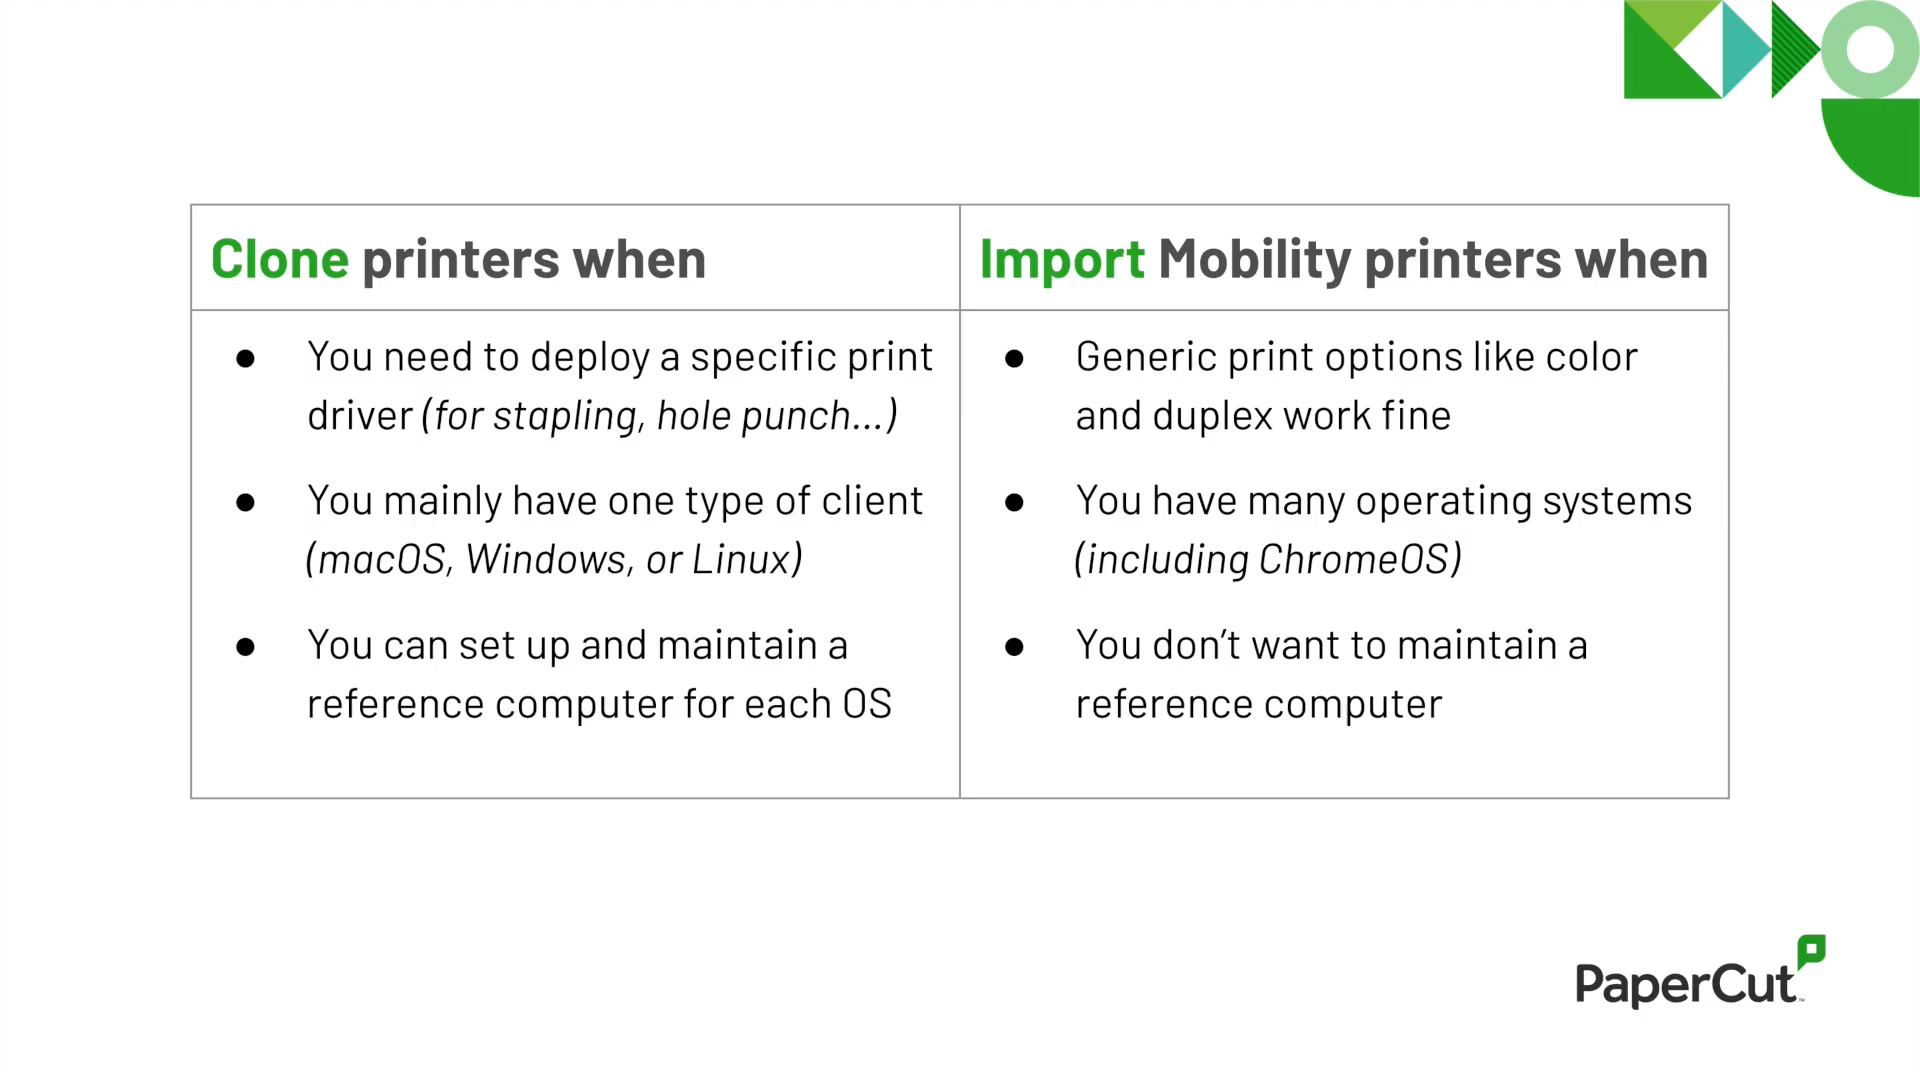 Clone printers when
Import Mobility printers when
● You need to deploy a specific print
driver (for stapling, hole punch...)
● You mainly have one type of client
(macOS, Windows, or Linux)
● You can set up and maintain a
reference computer for each OS
● Generic print options like color
and duplex work fine
● You have many operating systems
(including ChromeOS)
● You don’t want to maintain a
reference computer
PaperCut™